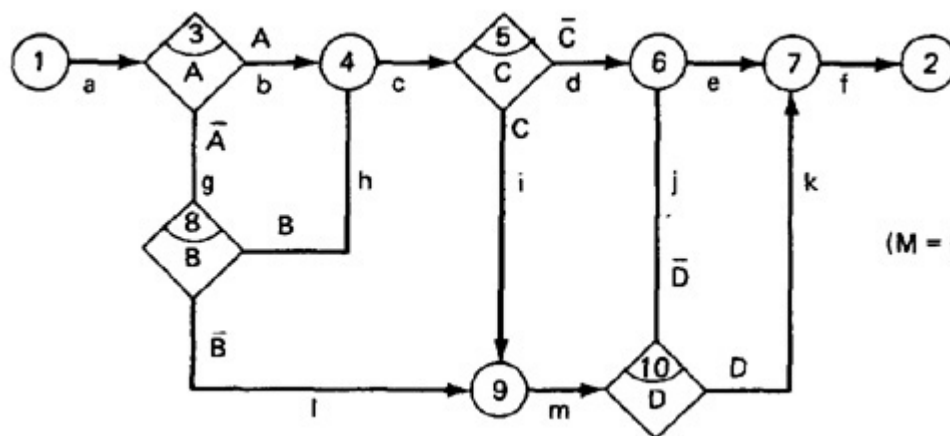 1 a 3 A A b 4 c 5 C C̅ d 6 e 7 f 2
A̅ C
g h i j k
8 B B (M =
D̅
B̅ 10 D D
9 m
l